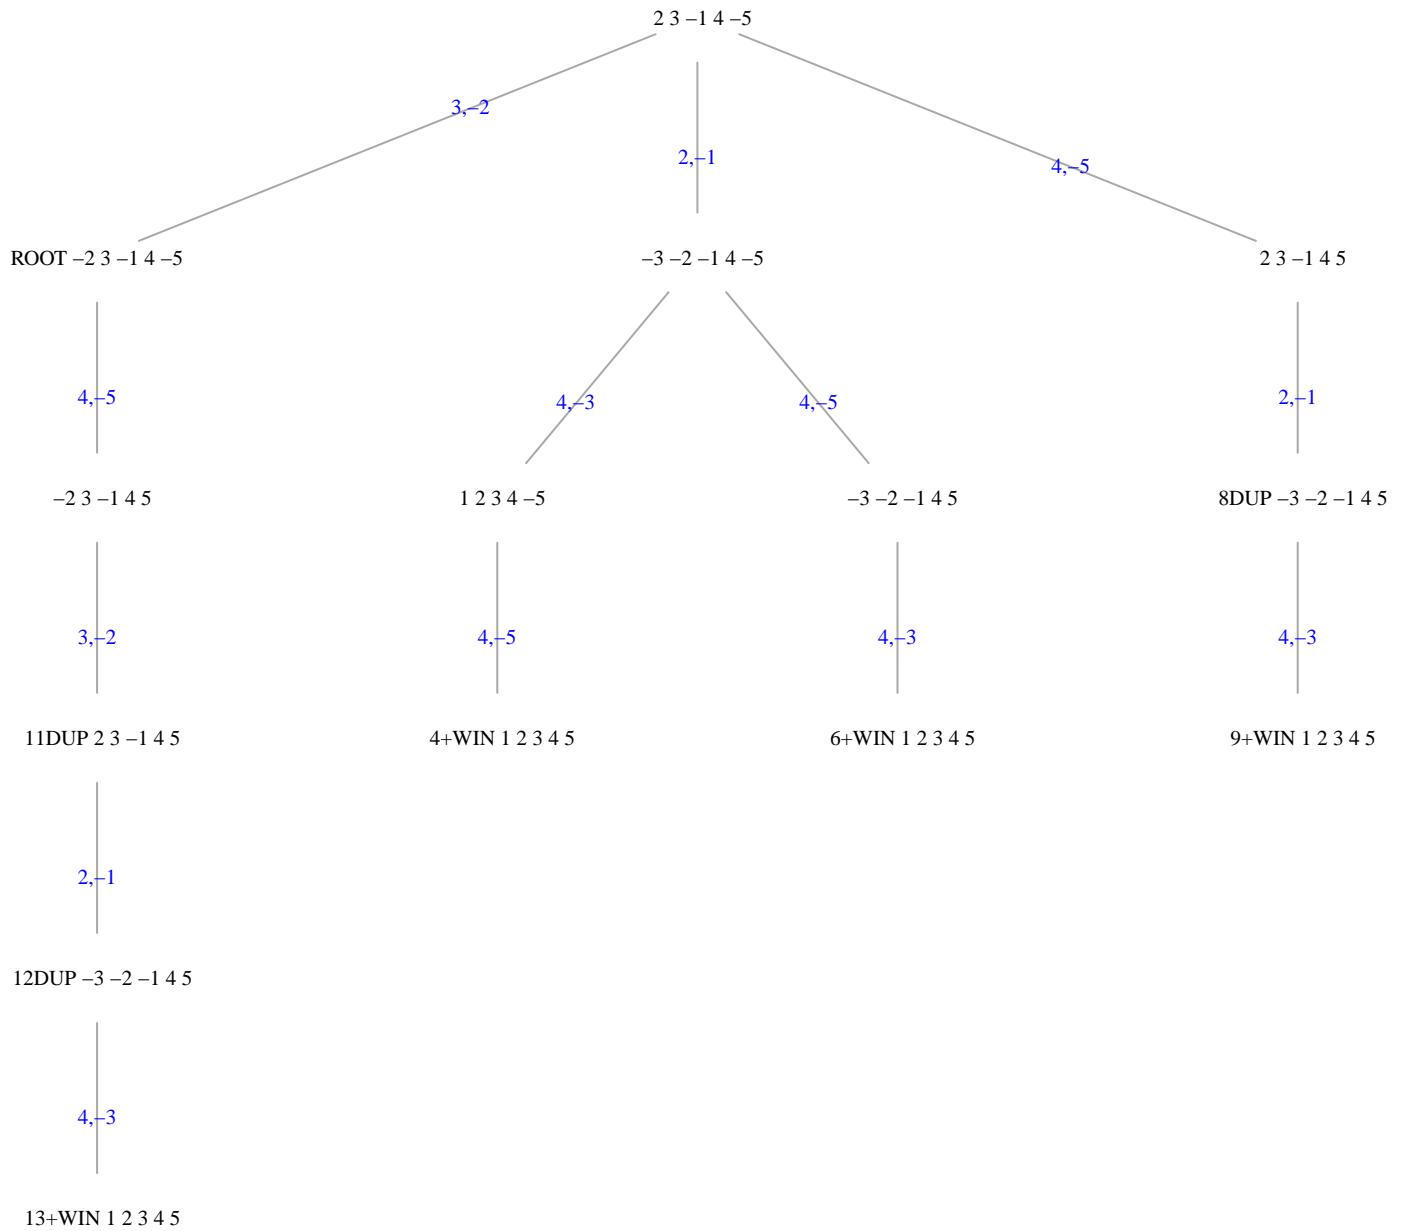 2 3 –1 4 –5
3,–2
2,–1
4,–5
ROOT –2 3 –1 4 –5
–3 –2 –1 4 –5
2 3 –1 4 5
4,–5
4,–3
4,–5
2,–1
–2 3 –1 4 5
1 2 3 4 –5
–3 –2 –1 4 5
8DUP –3 –2 –1 4 5
3,–2
4,–5
4,–3
4,–3
11DUP 2 3 –1 4 5
4+WIN 1 2 3 4 5
6+WIN 1 2 3 4 5
9+WIN 1 2 3 4 5
2,–1
12DUP –3 –2 –1 4 5
4,–3
13+WIN 1 2 3 4 5